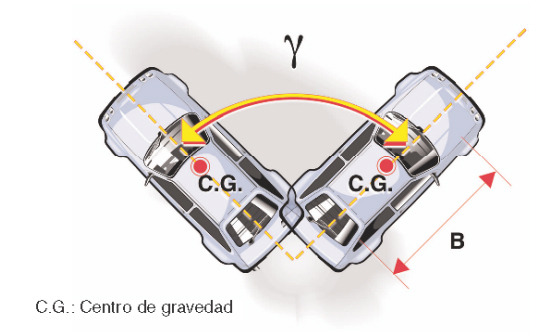 γ
C.G.
C.G.
B
C.G.: Centro de gravedad